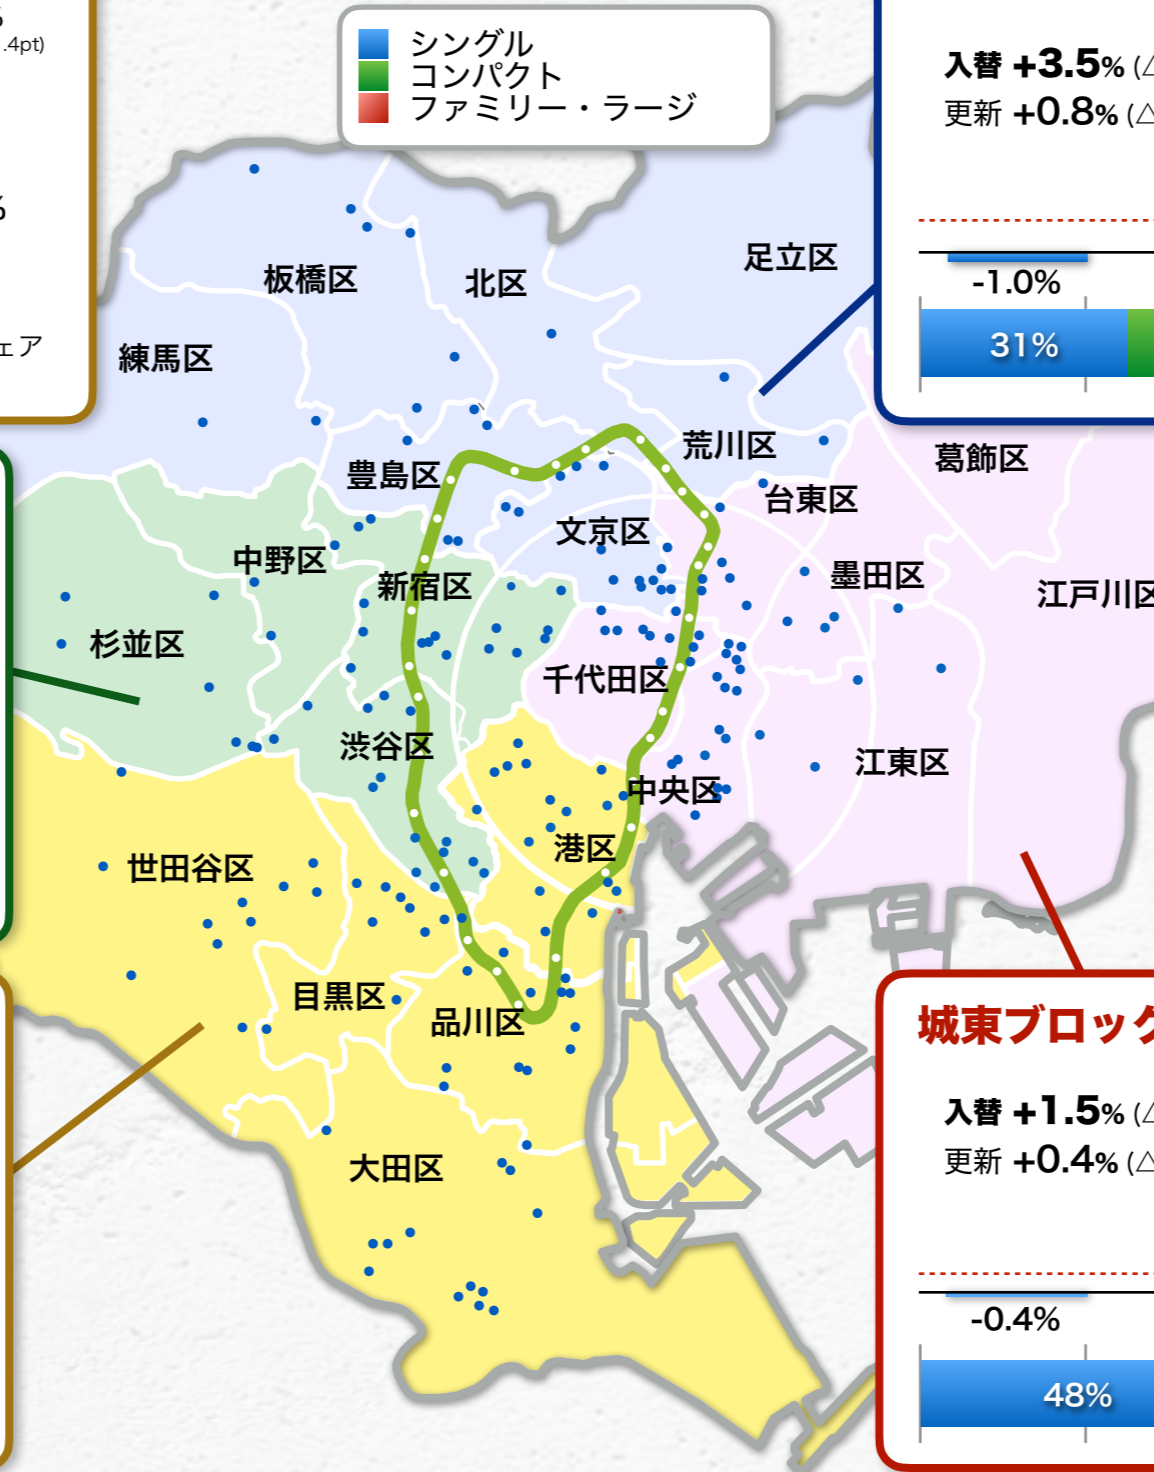 .4pt)
%
ェア
シングル
コンパクト
ファミリー・ラージ
入替 +3.5% (△
更新 +0.8% (△
-1.0%
31%
板橋区
北区
足立区
練馬区
荒川区
葛飾区
豊島区
台東区
文京区
中野区
新宿区
墨田区
江戸川区
杉並区
千代田区
渋谷区
中央区
江東区
港区
世田谷区
目黒区
品川区
大田区
城東ブロック
入替 +1.5% (△
更新 +0.4% (△
-0.4%
48%